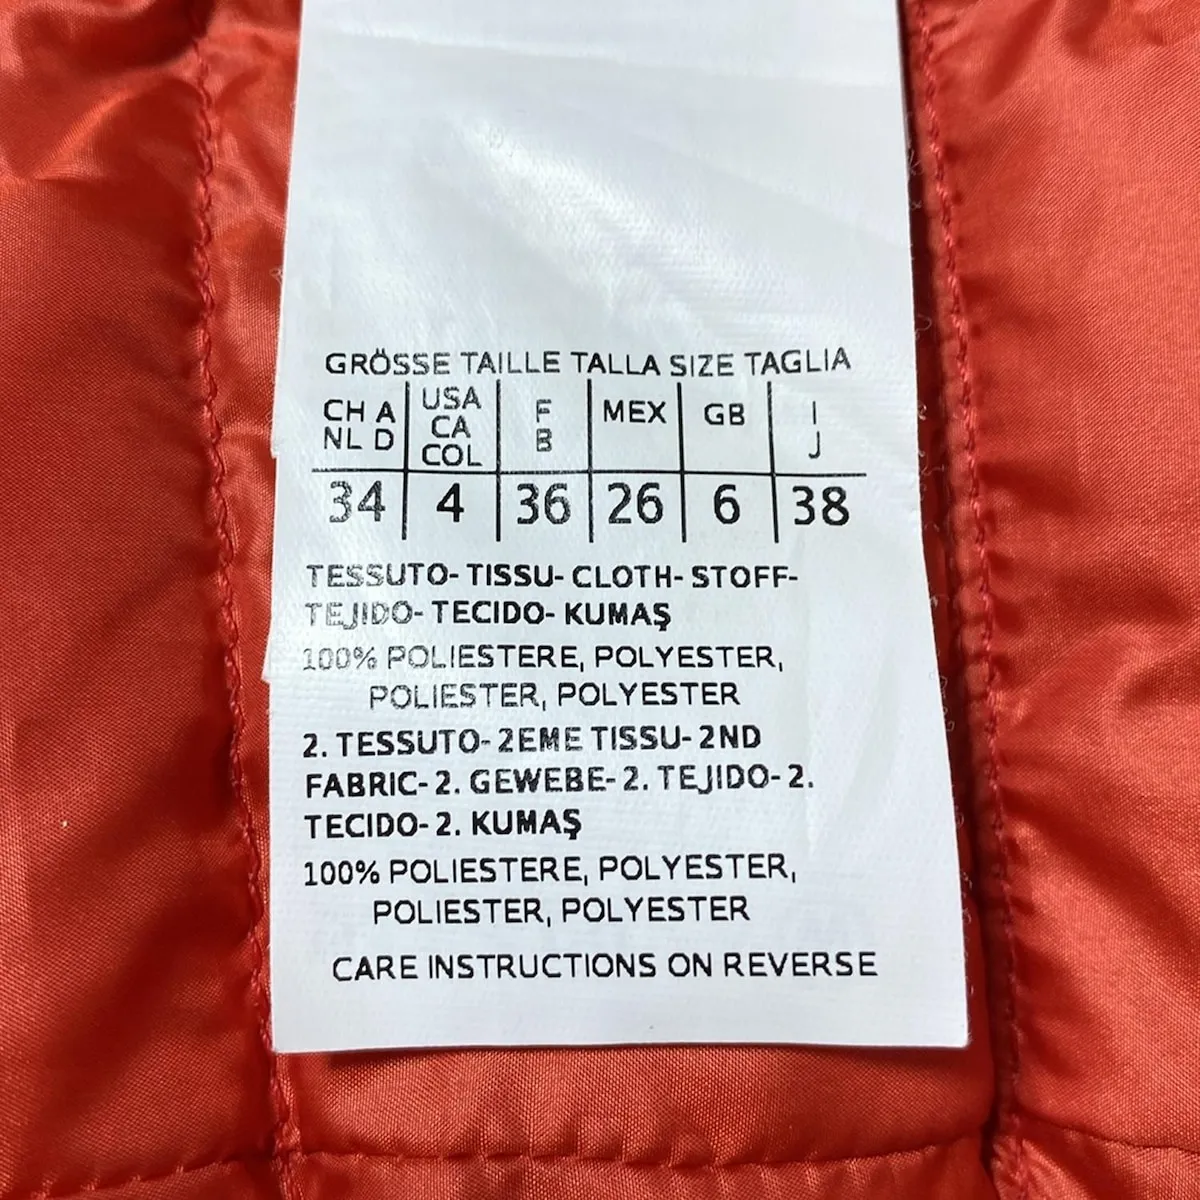 GRÖSSE TAILLE TALLA SIZE TAGLIA
CH A USA F MEX GB I
NL D CA B J
COL
34 4 36 26 6 38
TESSUTO- TISSU- CLOTH- STOFF-
TEJIDO- TECIDO- KUMAŞ
100% POLIESTERE, POLYESTER,
POLIESTER, POLYESTER
2. TESSUTO- 2EME TISSU- 2ND
FABRIC- 2. GEWEBE- 2. TEJIDO- 2.
TECIDO- 2. KUMAŞ
100% POLIESTERE, POLYESTER,
POLIESTER, POLYESTER
CARE INSTRUCTIONS ON REVERSE